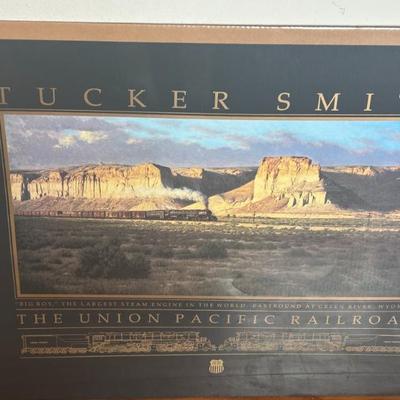 TUCKER SMI
"BIG BOY," THE LARGEST STEAM ENGINE IN THE WORLD, EASTBOUND AT GREEN RIVER, WYOM
THE UNION PACIFIC RAILROA